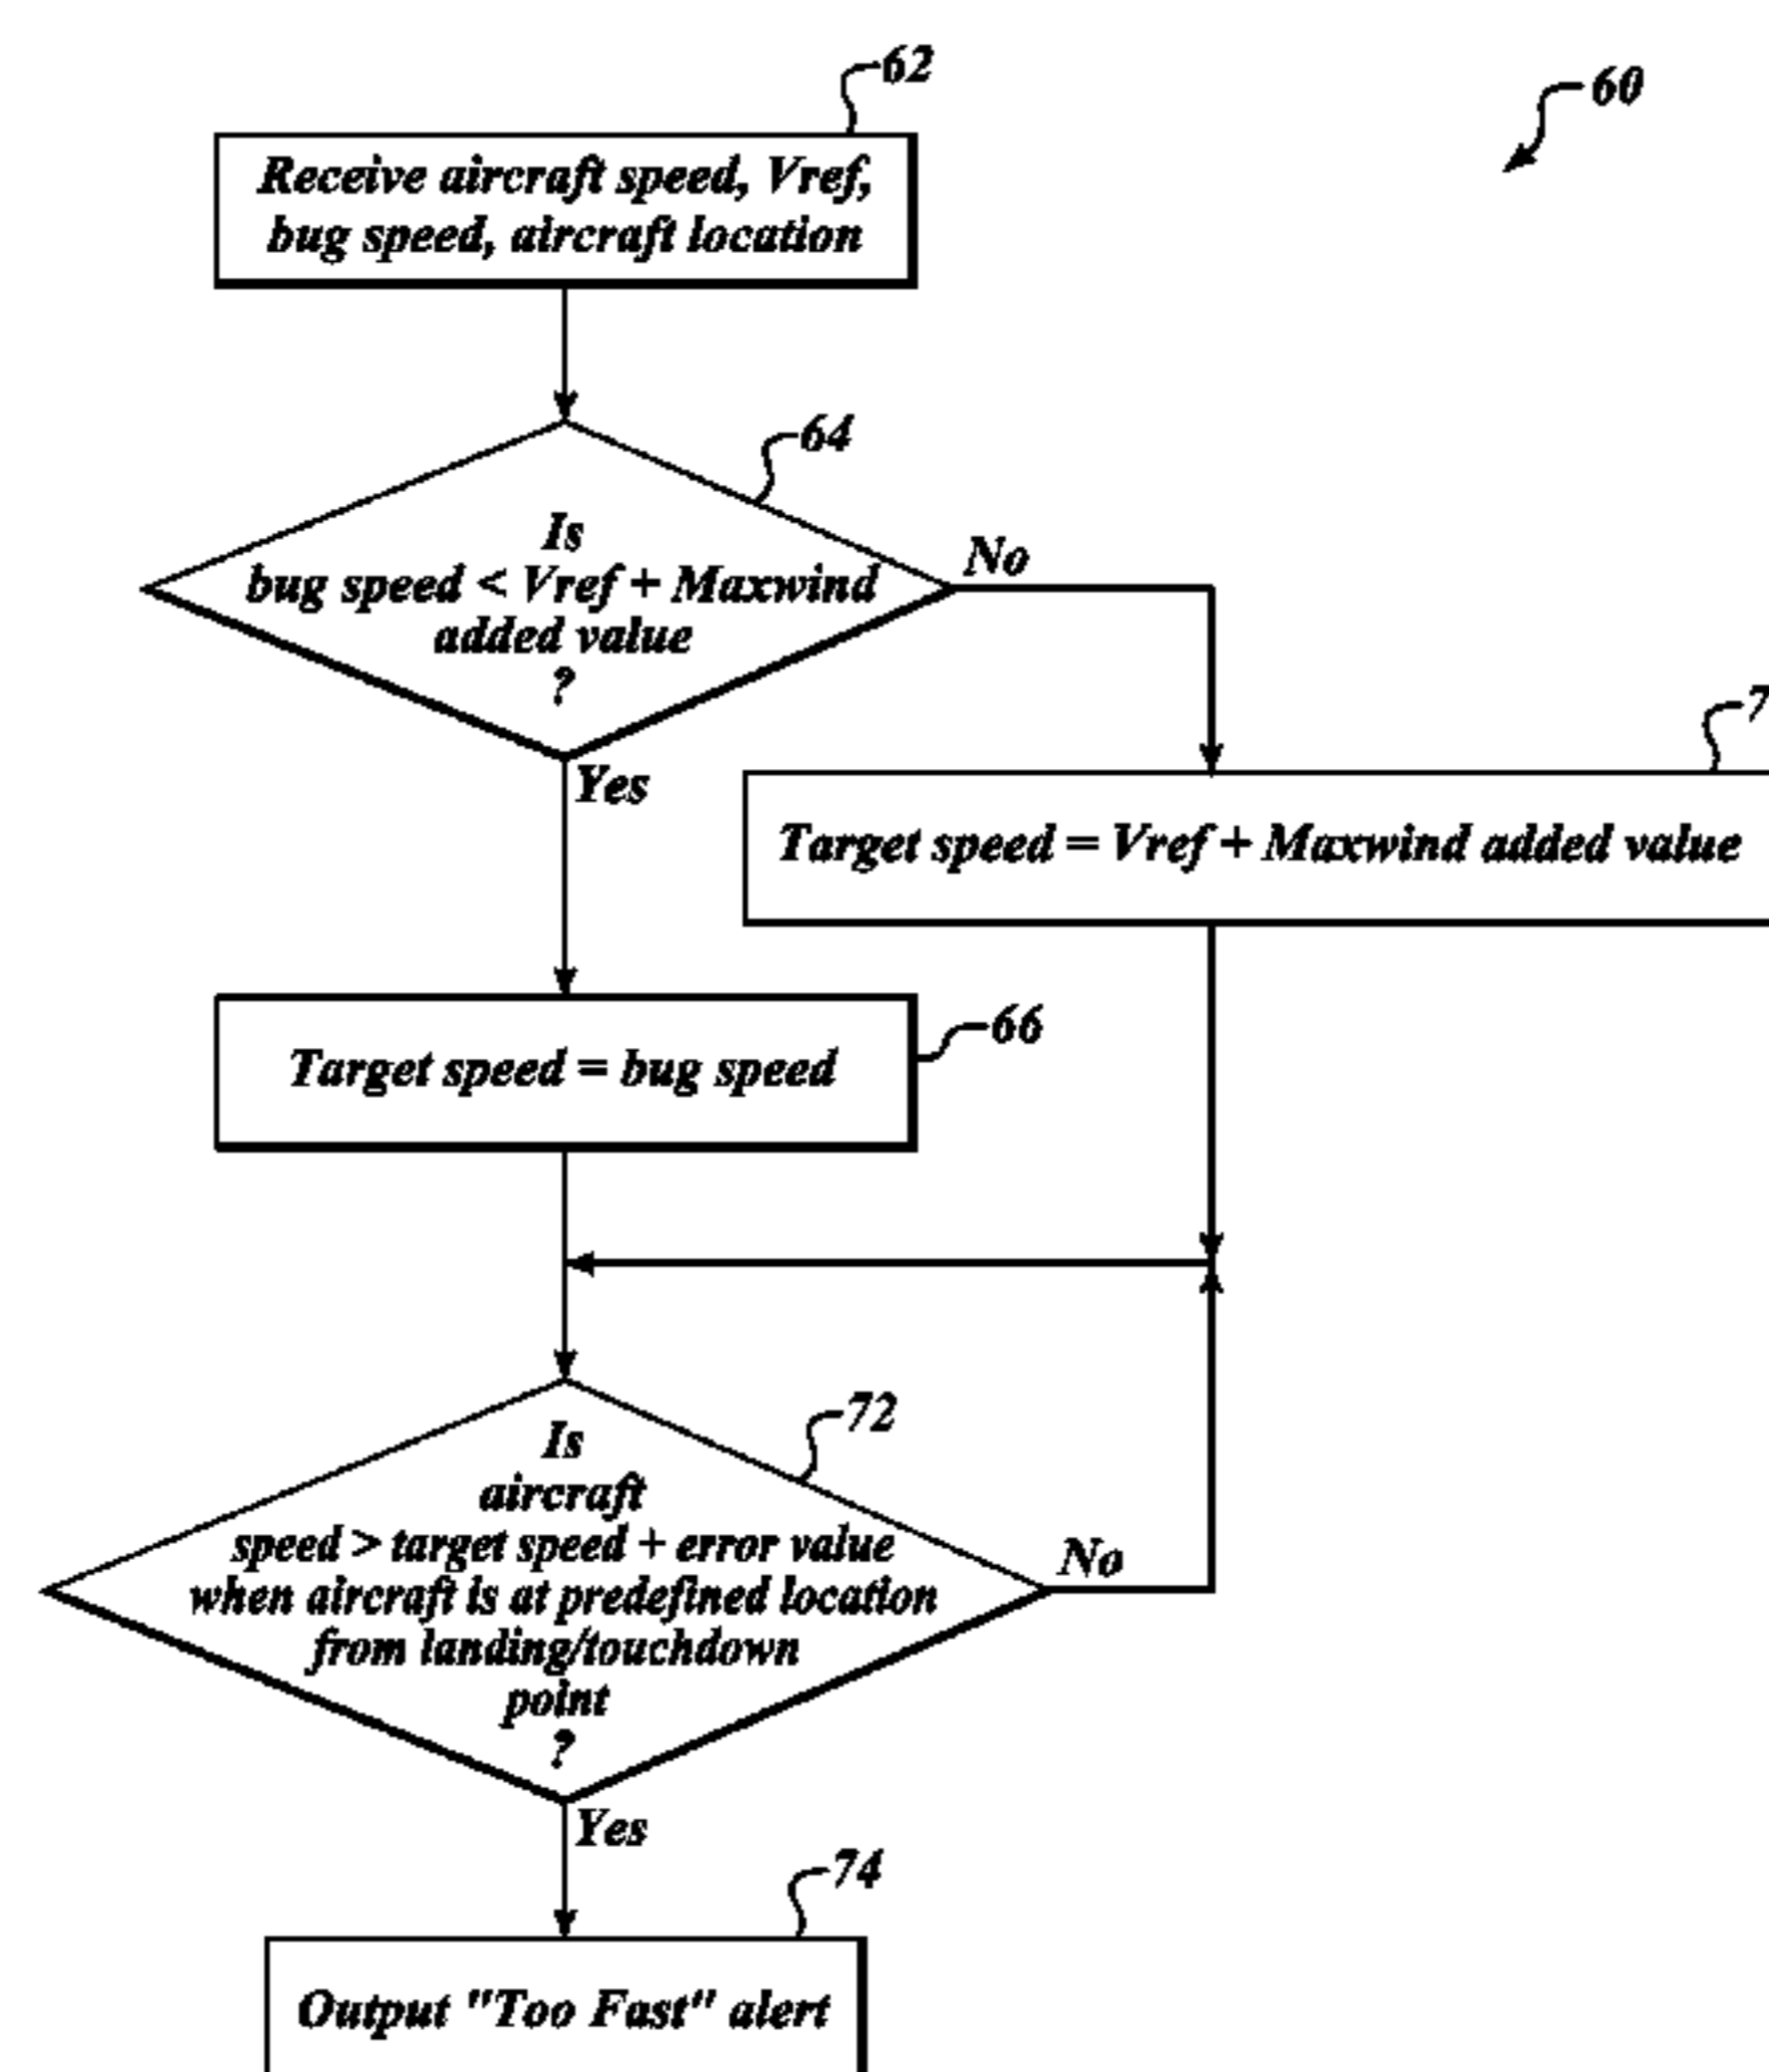 62
60
Receive aircraft speed, Vref,
bug speed, aircraft location
64
Is
bug speed < Vref + Maxwind
added value
?
No
Yes
7
Target speed = Vref + Maxwind added value
Target speed = bug speed
66
72
Is
aircraft
speed > target speed + error value
when aircraft is at predefined location
from landing/touchdown
point
?
No
Yes
74
Output "Too Fast" alert